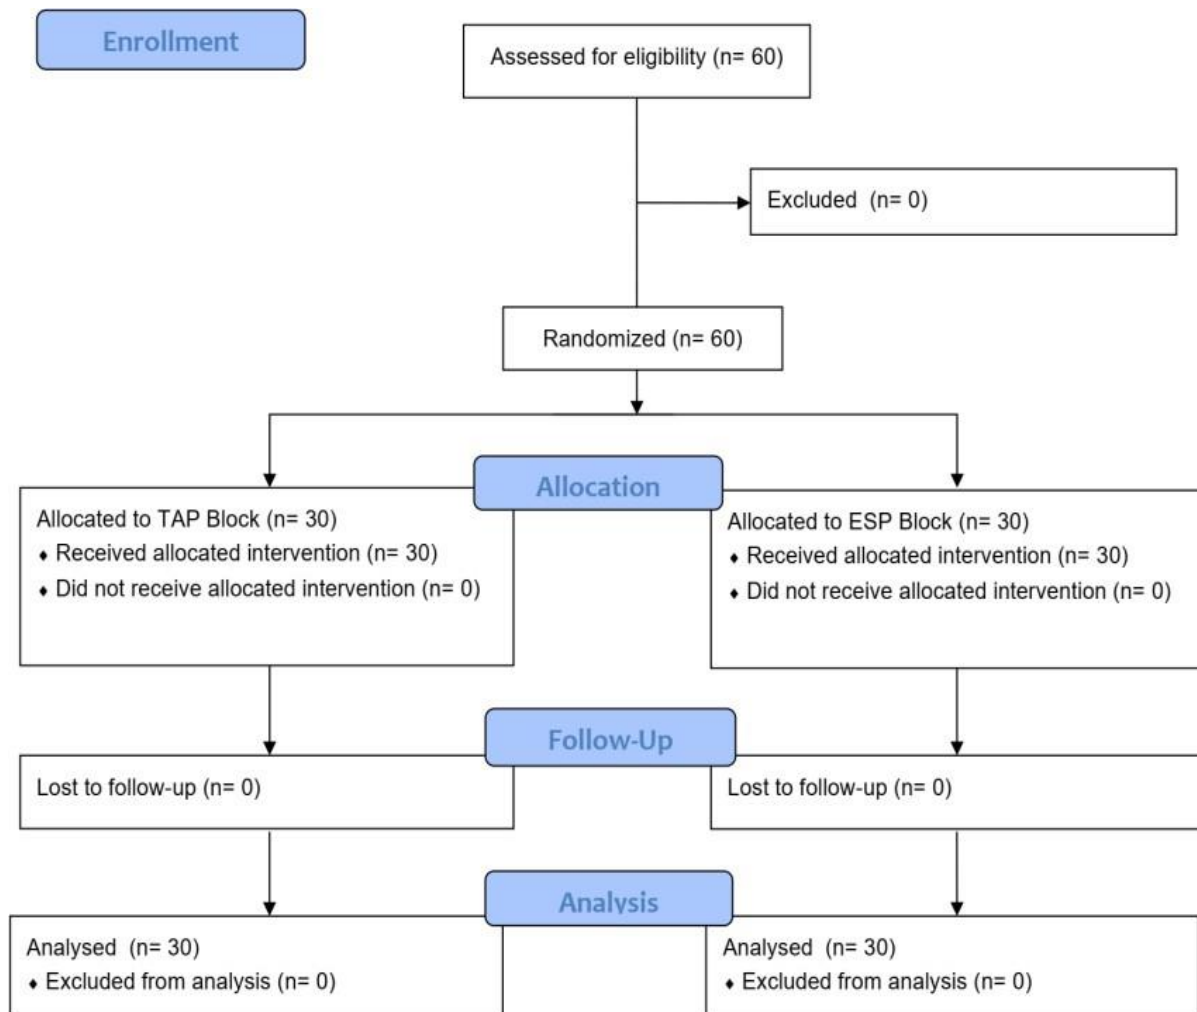 Enrollment
Assessed for eligibility (n= 60)
Excluded (n= 0)
Randomized (n= 60)
Allocation
Allocated to TAP Block (n= 30)
♦ Received allocated intervention (n= 30)
♦ Did not receive allocated intervention (n= 0)
Allocated to ESP Block (n= 30)
♦ Received allocated intervention (n= 30)
♦ Did not receive allocated intervention (n= 0)
Follow-Up
Lost to follow-up (n= 0)
Lost to follow-up (n= 0)
Analysis
Analysed (n= 30)
♦ Excluded from analysis (n= 0)
Analysed (n= 30)
♦ Excluded from analysis (n= 0)